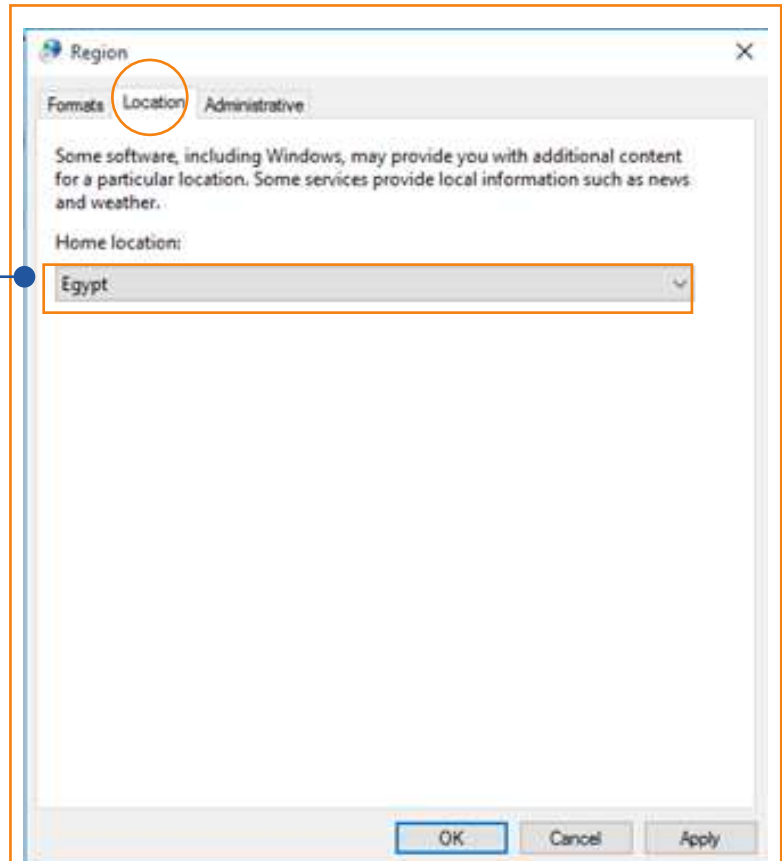 Region
Formats Location Administrative
Some software, including Windows, may provide you with additional content
for a particular location. Some services provide local information such as news
and weather.
Home location:
Egypt
OK Cancel Apply